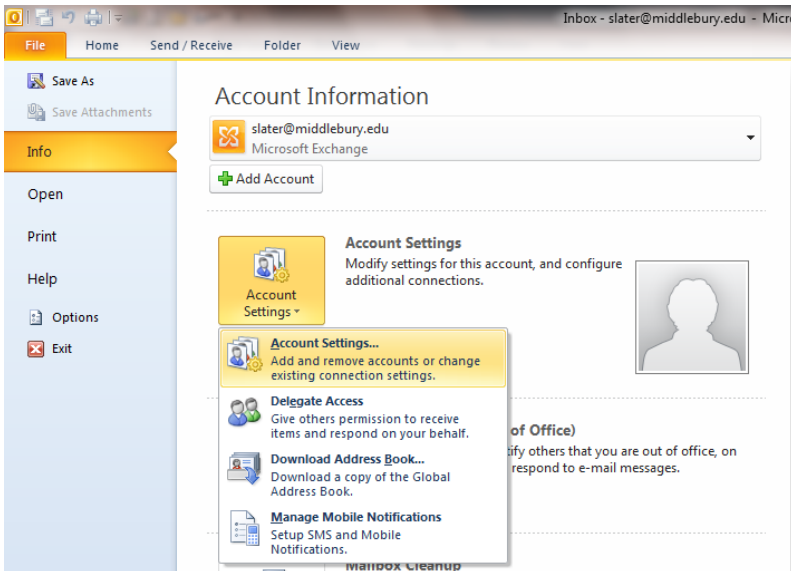 Inbox - slater@middlebury.edu - Micr
File Home Send / Receive Folder View
Save As
Save Attachments
Info
Open
Print
Help
Options
Exit
Account Information
slater@middlebury.edu
Microsoft Exchange
Add Account
Account Settings
Account Settings
Modify settings for this account, and configure
additional connections.
Account Settings...
Add and remove accounts or change
existing connection settings.
Delegate Access
Give others permission to receive
items and respond on your behalf.
Download Address Book...
Download a copy of the Global
Address Book.
Manage Mobile Notifications
Setup SMS and Mobile
Notifications.
of Office)
tify others that you are out of office, on
respond to e-mail messages.
Mailbox Cleanup